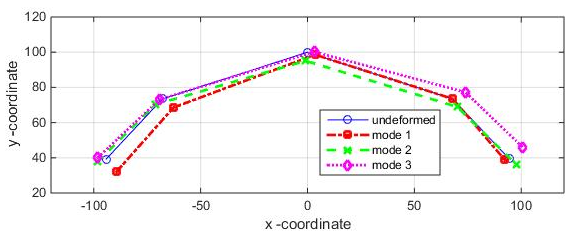 120
100
80
60
40
20
y -coordinate
undeformed
mode 1
mode 2
mode 3
-100
-50
0
50
100
x -coordinate